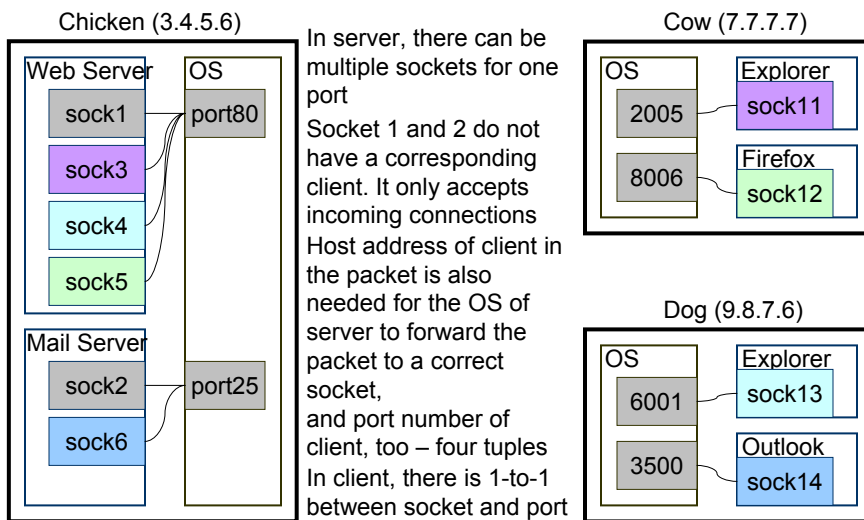 Chicken (3.4.5.6)
Web Server
OS
sock1
port80
sock3
sock4
sock5
Mail Server
sock2
port25
sock6
In server, there can be
multiple sockets for one
port
Socket 1 and 2 do not
have a corresponding
client. It only accepts
incoming connections
Host address of client in
the packet is also
needed for the OS of
server to forward the
packet to a correct
socket,
and port number of
client, too – four tuples
In client, there is 1-to-1
between socket and port
Cow (7.7.7.7)
OS
Explorer
2005
sock11
Firefox
8006
sock12
Dog (9.8.7.6)
OS
Explorer
6001
sock13
Outlook
3500
sock14